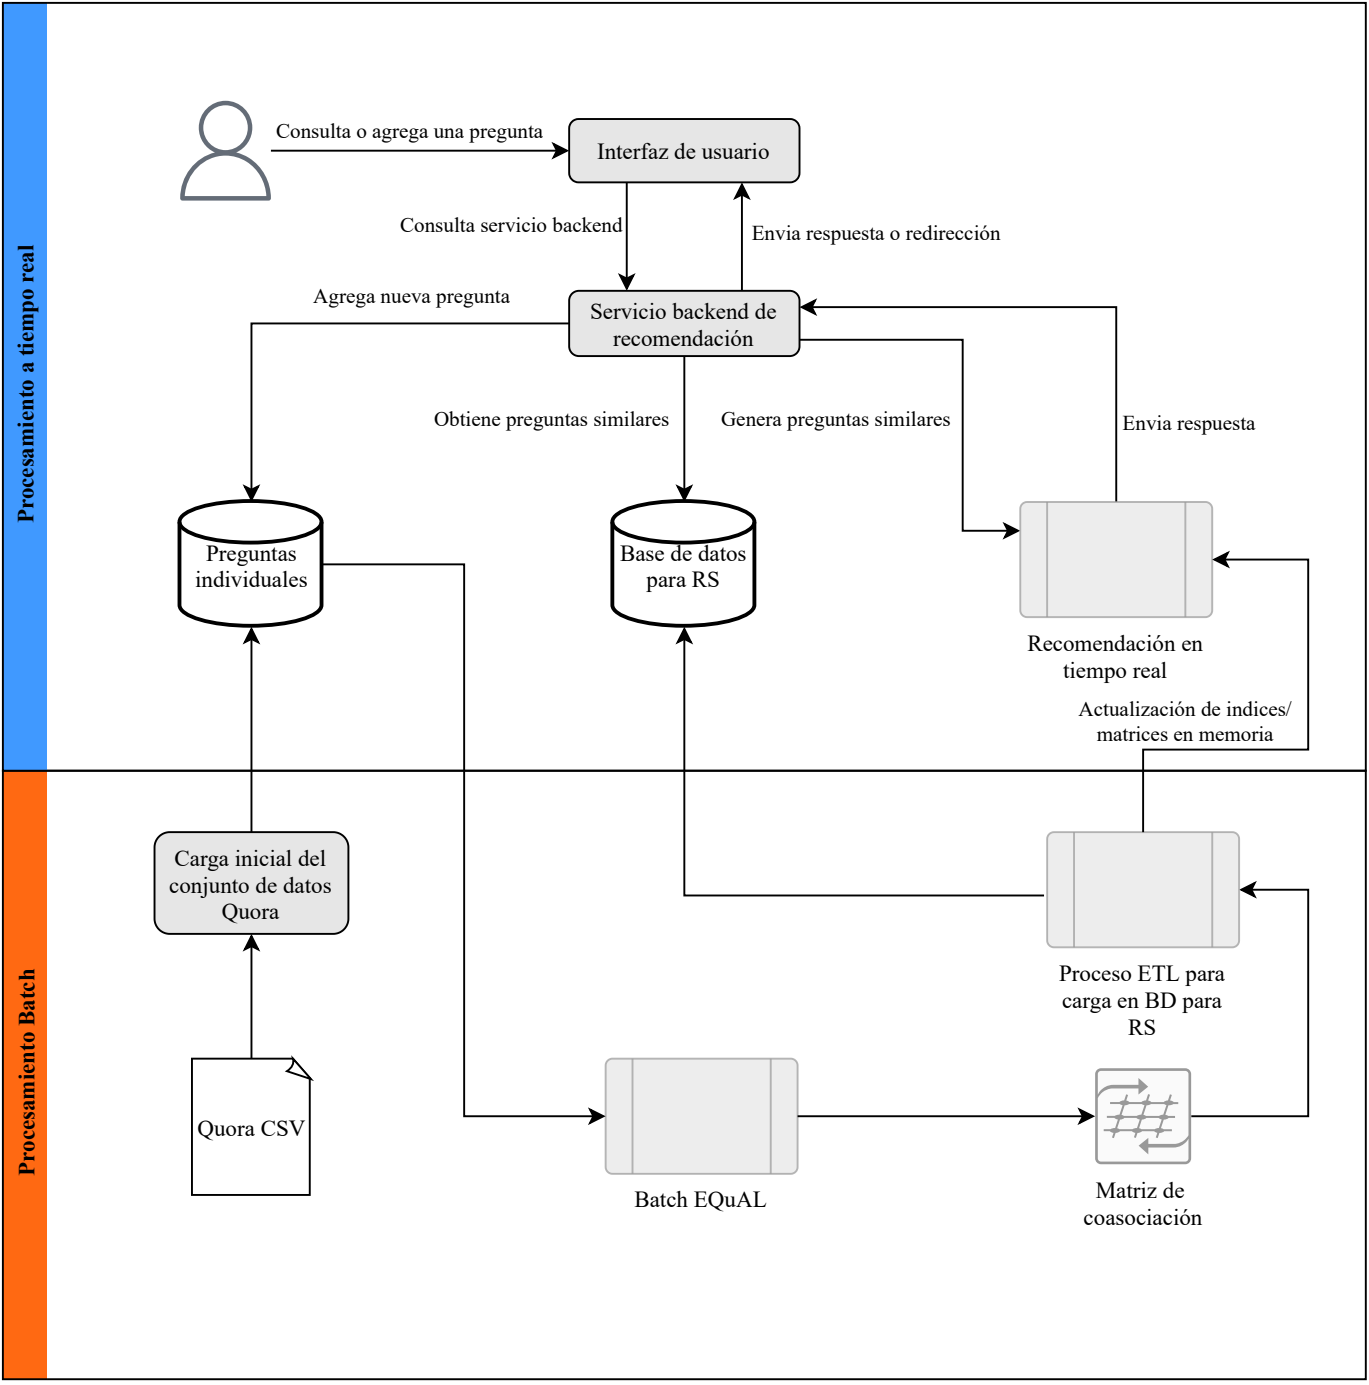 Procesamiento a tiempo real
Consulta o agrega una pregunta
Interfaz de usuario
Consulta servicio backend
Envia respuesta o redirección
Agrega nueva pregunta
Servicio backend de
recomendación
Obtiene preguntas similares
Genera preguntas similares
Envia respuesta
Preguntas
individuales
Base de datos
para RS
Recomendación en
tiempo real
Actualización de indices/
matrices en memoria
Procesamiento Batch
Carga inicial del
conjunto de datos
Quora
Proceso ETL para
carga en BD para
RS
Quora CSV
Batch EQuAL
Matriz de
coasociación